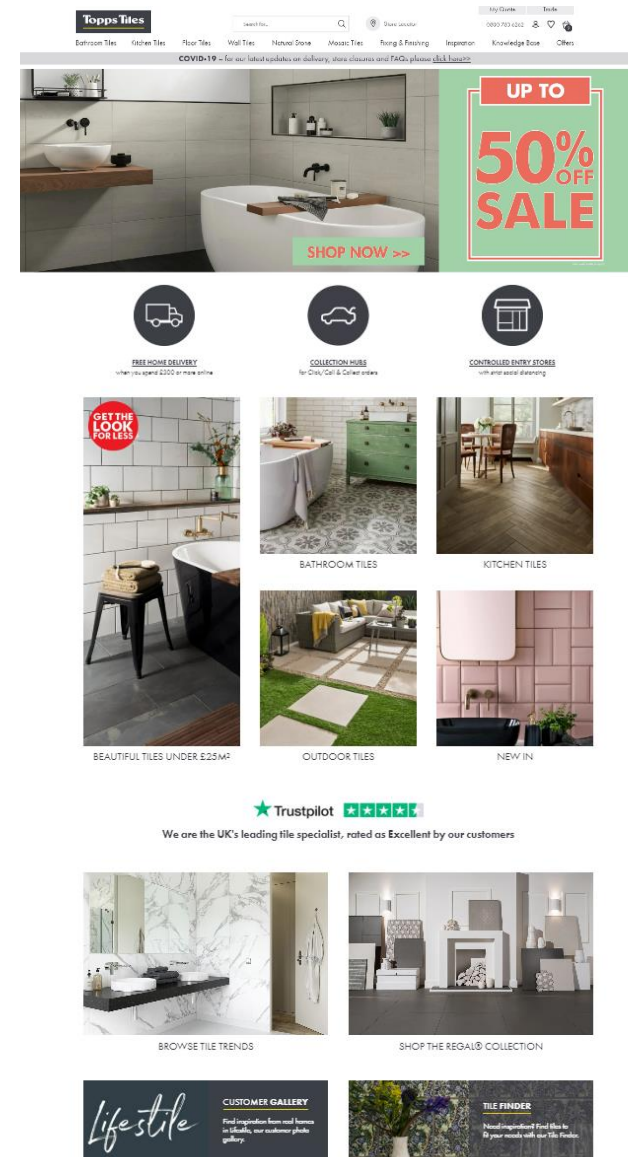 My Quote Trade
Topps Tiles
Search for...
Store Locator
0800 783 6262
Bathroom Tiles Kitchen Tiles Floor Tiles Wall Tiles Natural Stone Mosaic Tiles Fixing & Finishing Inspiration Knowledge Base Offers
COVID-19 – for our latest updates on delivery, store closures and FAQs please click here>>
UP TO
50%
OFF
SALE
SHOP NOW >>
FREE HOME DELIVERY
when you spend £300 or more online
COLLECTION HUBS
for Click/Call & Collect orders
CONTROLLED ENTRY STORES
with strict social distancing
GET THE
LOOK
FOR LESS
BATHROOM TILES
KITCHEN TILES
BEAUTIFUL TILES UNDER £25M²
OUTDOOR TILES
NEW IN
Trustpilot
We are the UK's leading tile specialist, rated as Excellent by our customers
BROWSE TILE TRENDS
SHOP THE REGAL® COLLECTION
Lifestile
CUSTOMER GALLERY
Find inspiration from real homes
in lifestile, our customer photo
gallery.
TILE FINDER
Need inspiration? Find tiles to
fit your needs with our Tile Finder.